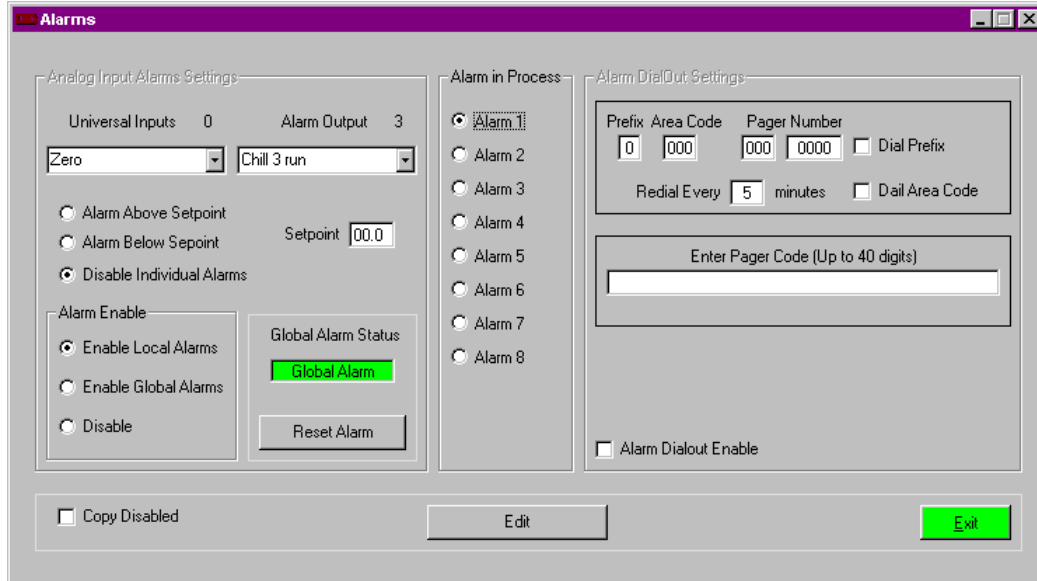 Alarms
Analog Input Alarms Settings
Universal Inputs 0 Alarm Output 3
Zero Chill 3 run
Alarm Above Setpoint
Alarm Below Sepoint
Setpoint 00.0
Disable Individual Alarms
Alarm Enable
Enable Local Alarms
Enable Global Alarms
Disable
Global Alarm Status
Global Alarm
Reset Alarm
Alarm in Process
Alarm 1
Alarm 2
Alarm 3
Alarm 4
Alarm 5
Alarm 6
Alarm 7
Alarm 8
Alarm DialOut Settings
Prefix Area Code Pager Number
0 000 000 0000 Dial Prefix
Redial Every 5 minutes Dail Area Code
Enter Pager Code (Up to 40 digits)
Alarm Dialout Enable
Copy Disabled
Edit
Exit